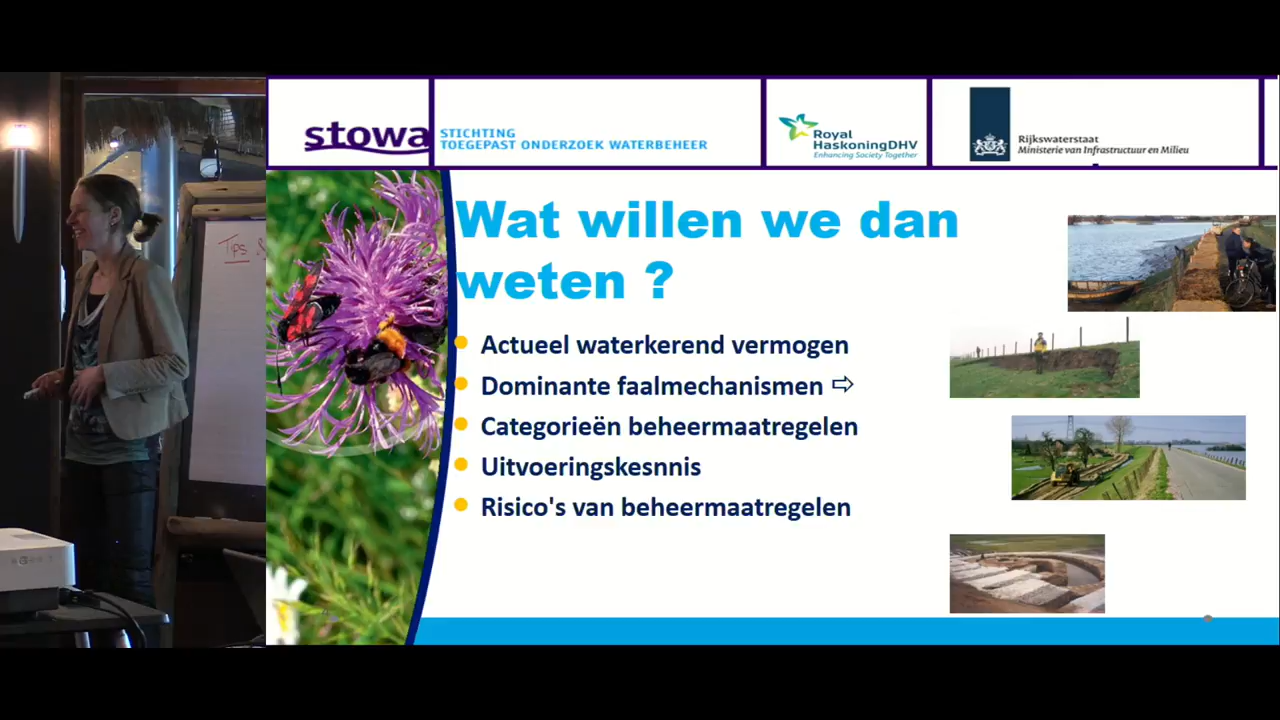 stowa
STICHTING
TOEGEPAST ONDERZOEK WATERBEHEER
Royal
HaskoningDHV
Enhancing Society Together
Rijkswaterstaat
Ministerie van Infrastructuur en Milieu
Tips
Wat willen we dan
weten ?
Actueel waterkerend vermogen
Dominante faalmechanismen ⇨
Categorieën beheermaatregelen
Uitvoeringskesnnis
Risico's van beheermaatregelen